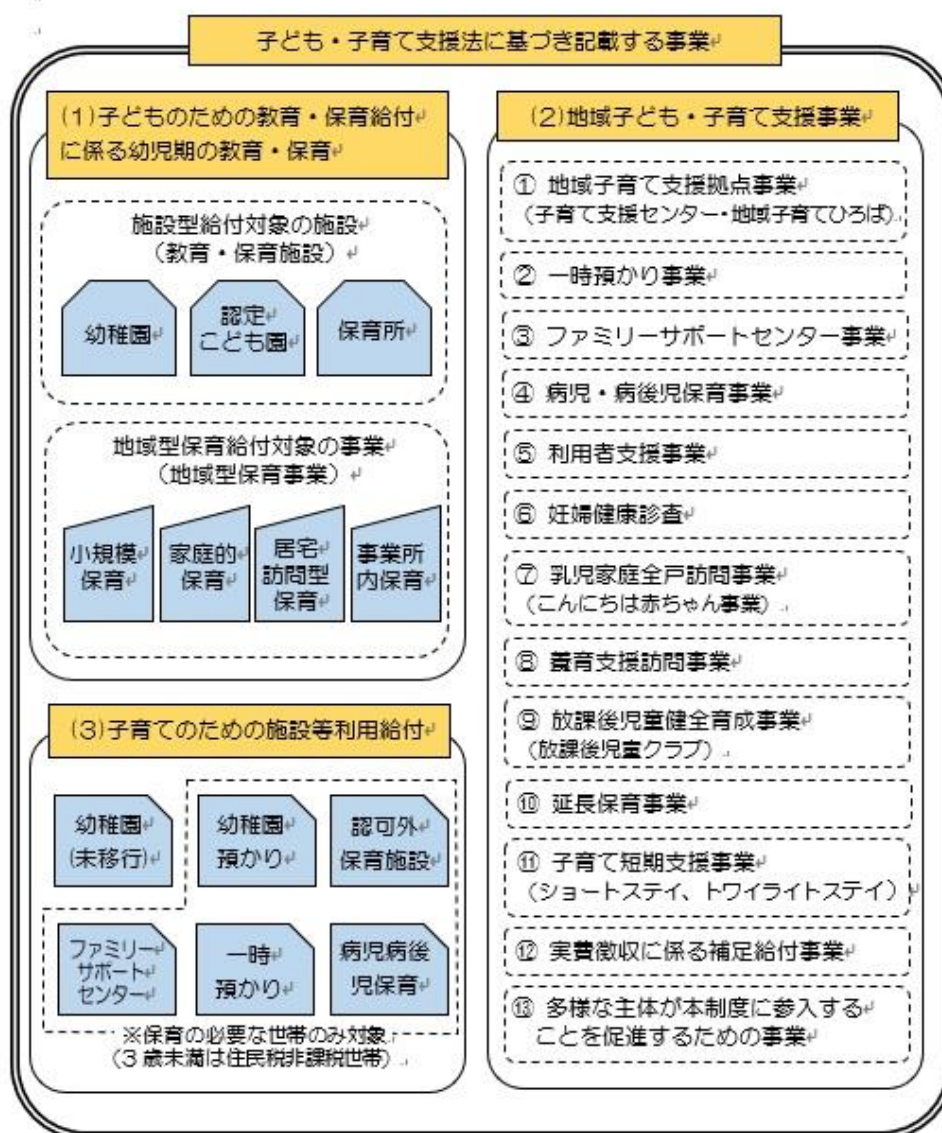 子ども・子育て支援法に基づき記載する事業
(1)子どものための教育・保育給付
に係る幼児期の教育・保育
施設型給付対象の施設
（教育・保育施設）
幼稚園
認定
こども園
保育所
地域型保育給付対象の事業
（地域型保育事業）
小規模
保育
家庭的
保育
居宅
訪問型
保育
事業所
内保育
(3)子育てのための施設等利用給付
幼稚園
(未移行)
幼稚園
預かり
認可外
保育施設
ファミリー
サポート
センター
一時
預かり
病児病後
児保育
※保育の必要な世帯のみ対象
（3歳未満は住民税非課税世帯）
(2)地域子ども・子育て支援事業
① 地域子育て支援拠点事業
（子育て支援センター・地域子育てひろば）
② 一時預かり事業
③ ファミリーサポートセンター事業
④ 病児・病後児保育事業
⑤ 利用者支援事業
⑥ 妊婦健康診査
⑦ 乳児家庭全戸訪問事業
（こんにちは赤ちゃん事業）
⑧ 養育支援訪問事業
⑨ 放課後児童健全育成事業
（放課後児童クラブ）
⑩ 延長保育事業
⑪ 子育て短期支援事業
（ショートステイ、トワイライトステイ）
⑫ 実費徴収に係る補足給付事業
⑬ 多様な主体が本制度に参入する
ことを促進するための事業